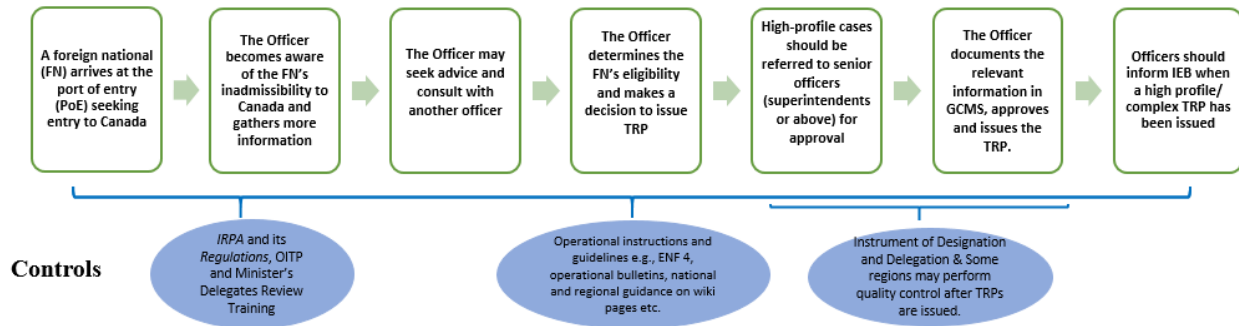 A foreign national
(FN) arrives at the
port of entry
(PoE) seeking
entry to Canada
The Officer
becomes aware
of the FN's
inadmissibility to
Canada and
gathers more
information
The Officer may
seek advice and
consult with
another officer
The Officer
determines the
FN's eligibility
and makes a
decision to issue
TRP
High-profile cases
should be
referred to senior
officers
(superintendents
or above) for
approval
The Officer
documents the
relevant
information in
GCMS, approves
and issues the
TRP.
Officers should
inform IEB when
a high profile/
complex TRP has
been issued
Controls
IRPA and its
Regulations, OITP
and Minister's
Delegates Review
Training
Operational instructions and
guidelines e.g., ENF 4,
operational bulletins, national
and regional guidance on wiki
pages etc.
Instrument of Designation
and Delegation & Some
regions may perform
quality control after TRPs
are issued.